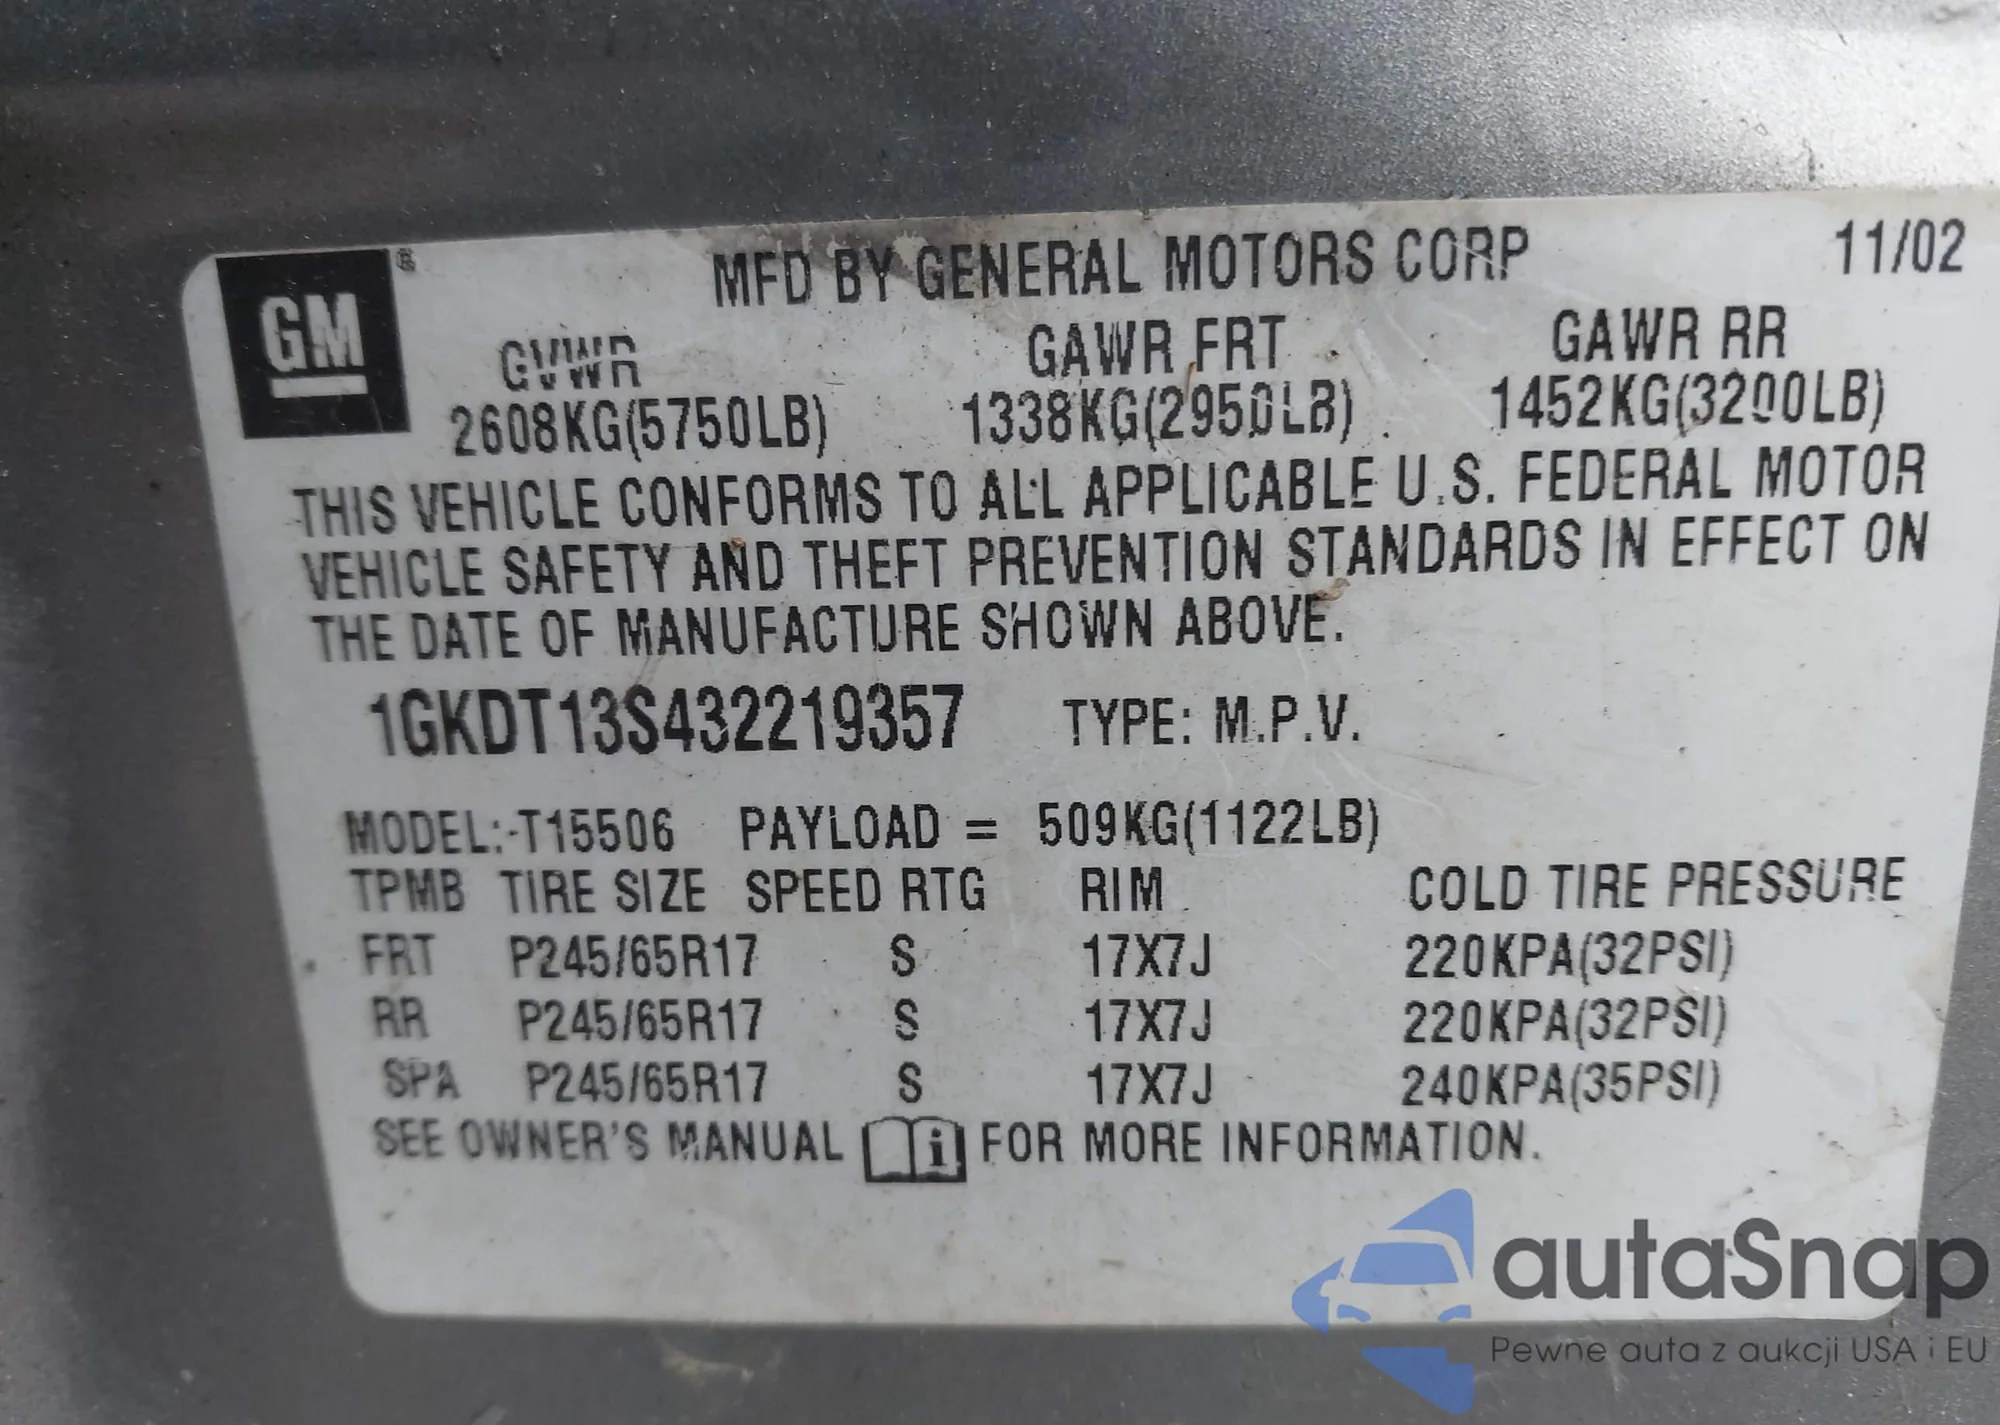 MFD BY GENERAL MOTORS CORP 11/02
GM ®
GVWR GAWR FRT GAWR RR
2608KG(5750LB) 1338KG(2950LB) 1452KG(3200LB)
THIS VEHICLE CONFORMS TO ALL APPLICABLE U.S. FEDERAL MOTOR
VEHICLE SAFETY AND THEFT PREVENTION STANDARDS IN EFFECT ON
THE DATE OF MANUFACTURE SHOWN ABOVE.
1GKDT13S432219357 TYPE: M.P.V.
MODEL: T15506 PAYLOAD = 509KG(1122LB)
TPMB TIRE SIZE SPEED RTG RIM COLD TIRE PRESSURE
FRT P245/65R17 S 17X7J 220KPA(32PSI)
RR P245/65R17 S 17X7J 220KPA(32PSI)
SPA P245/65R17 S 17X7J 240KPA(35PSI)
SEE OWNER'S MANUAL i FOR MORE INFORMATION.
autaSnap
Pewne auta z aukcji USA i EU